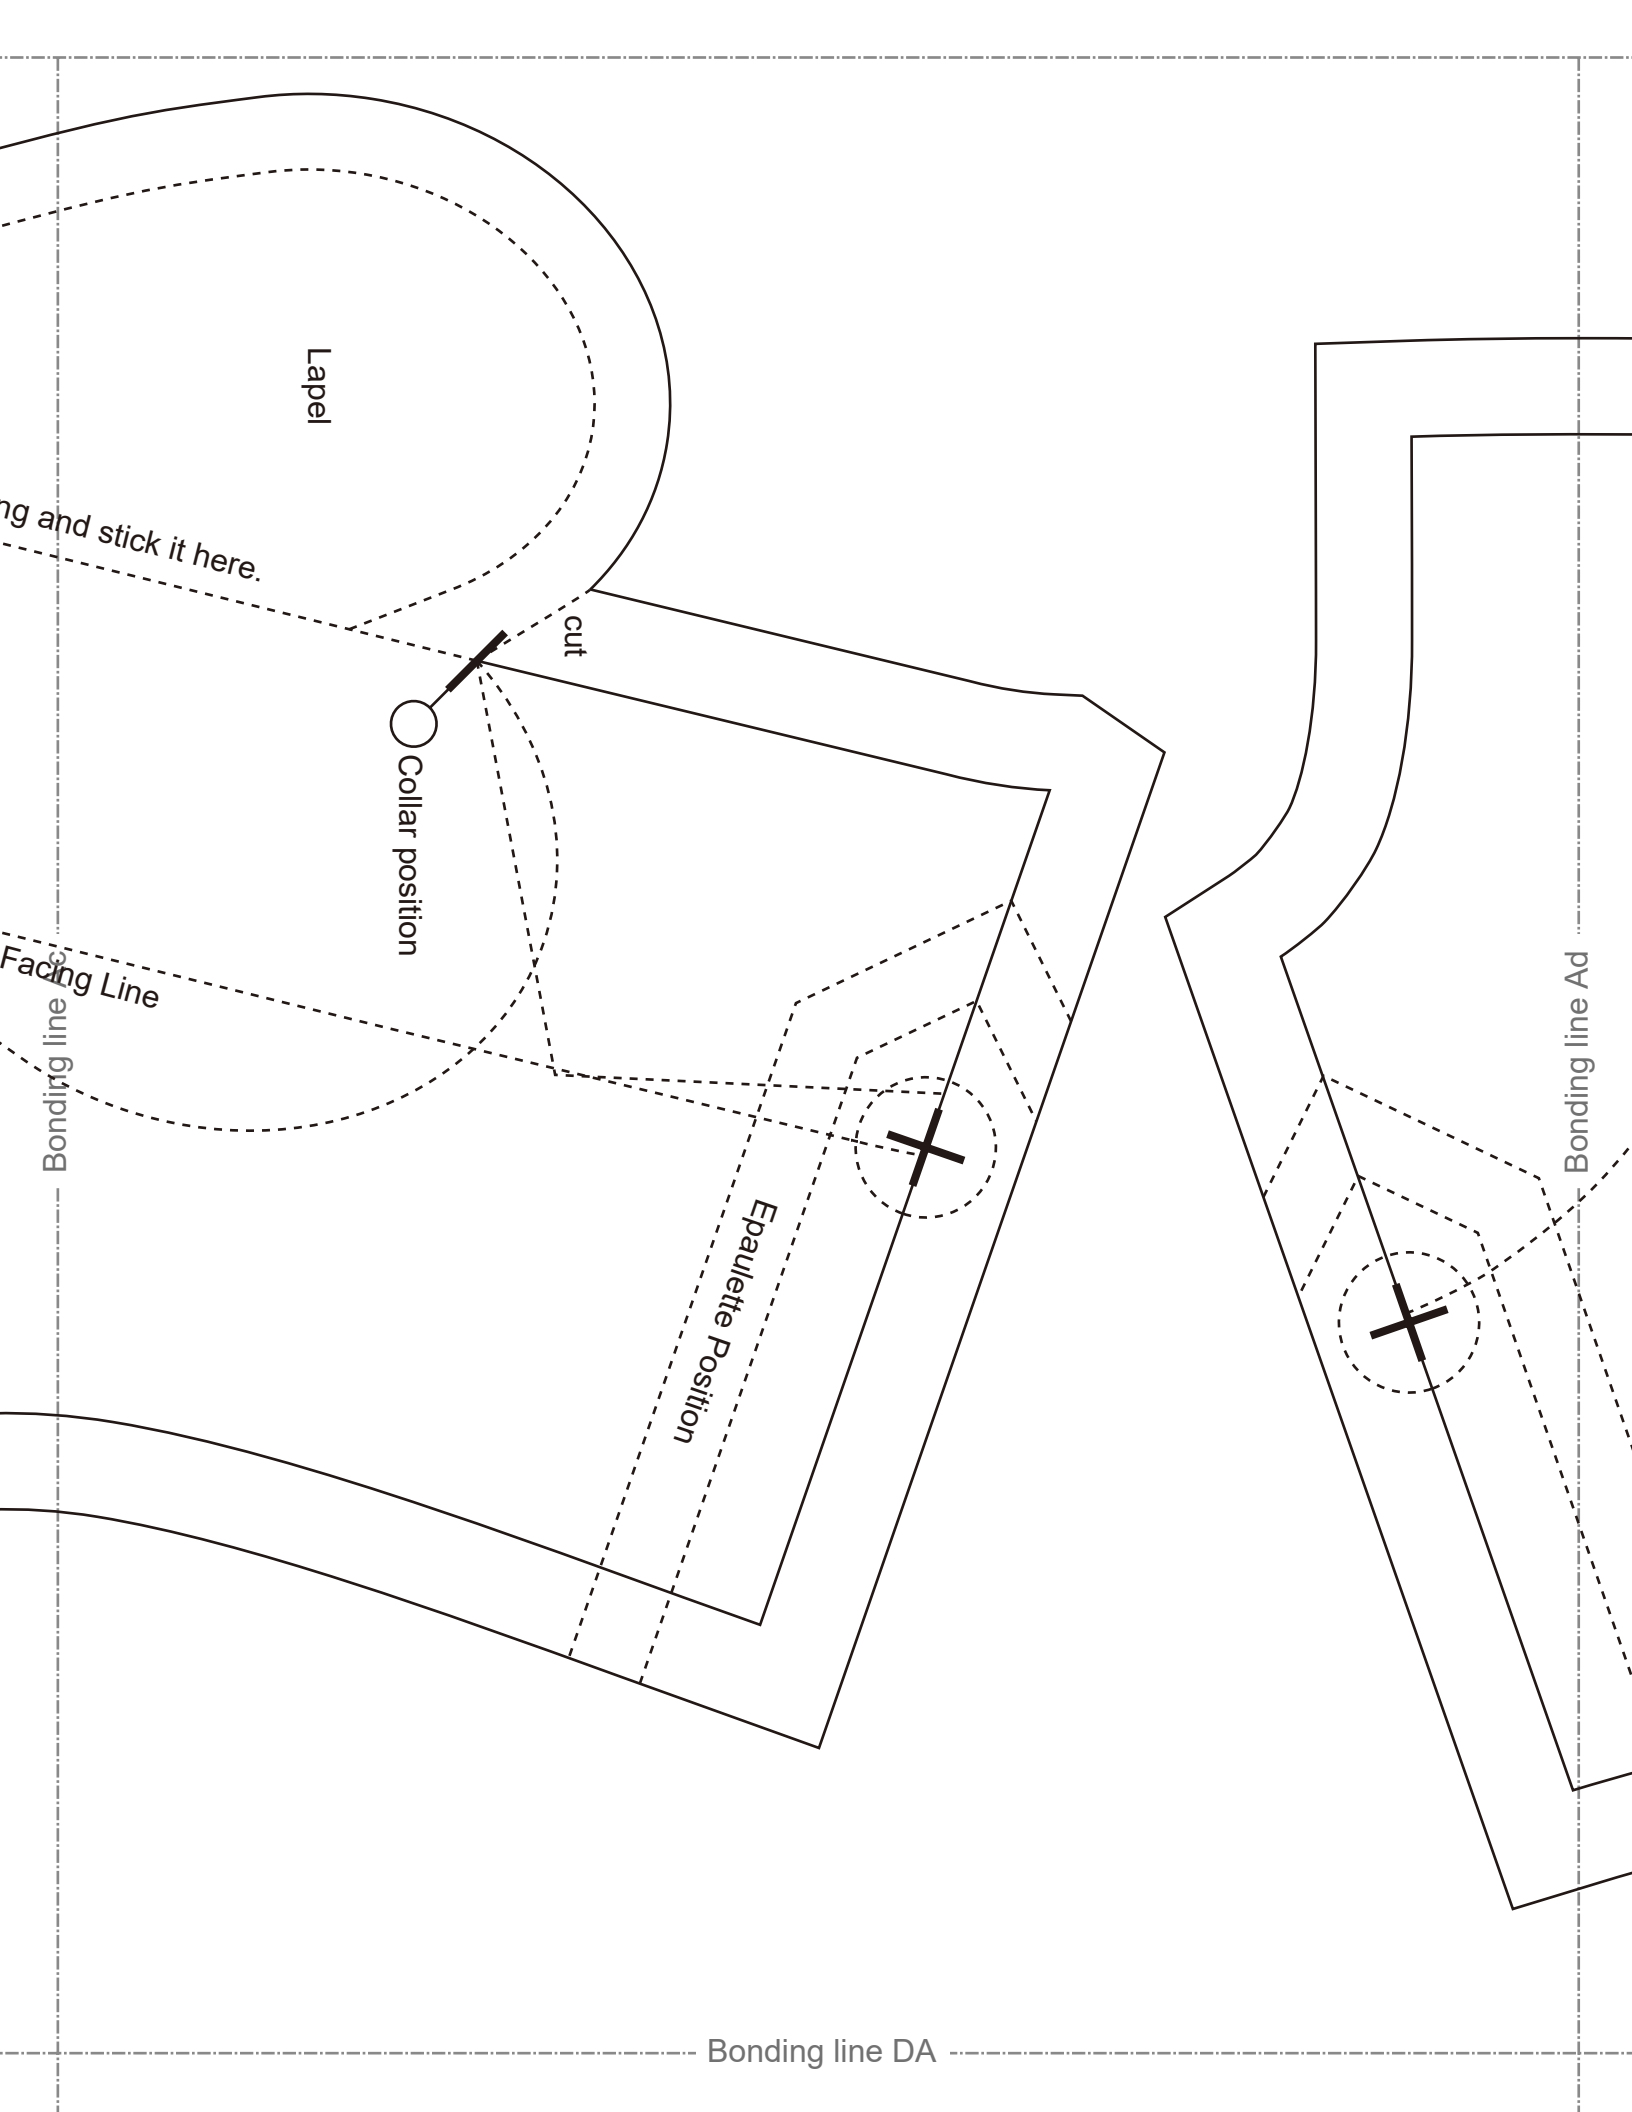 Lapel
ng and stick it here.
cut
Collar position
Facing Line
Bonding line
Bonding line Ad
Epaulette Position
Bonding line DA